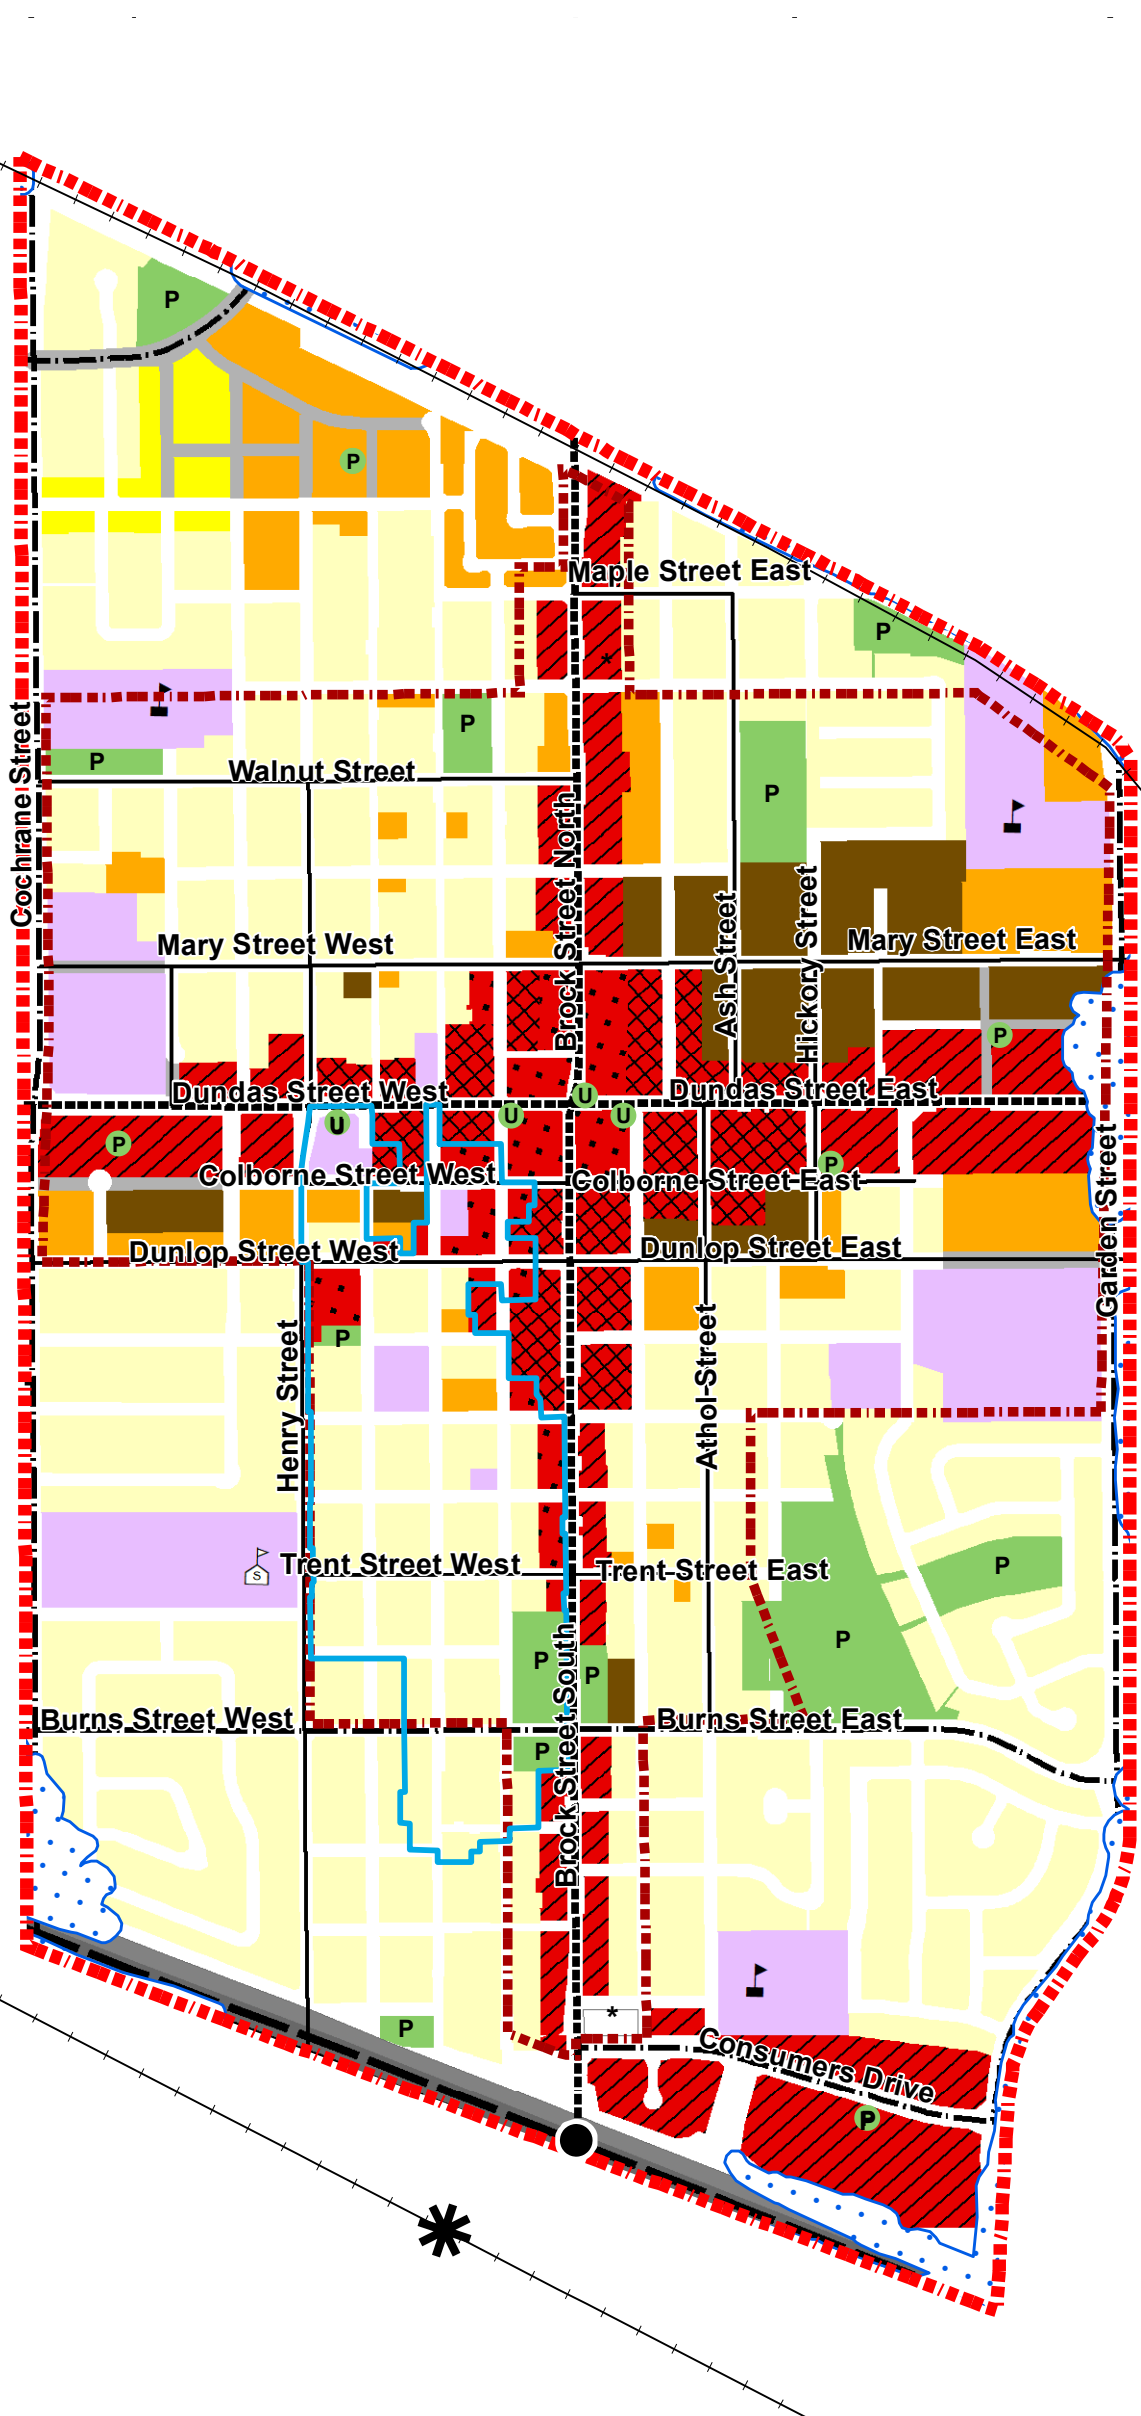 P
P
Maple Street East
P
*
Cochrane Street
P
P
Walnut Street
P
Brock Street North
Ash Street
Hickory Street
Mary Street West
Mary Street East
P
Dundas Street West
Dundas Street East
U
U
U
U
P
P
Colborne Street West
Colborne Street East
Garden Street
Dunlop Street West
Dunlop Street East
P
Henry Street
Athol Street
S
Trent Street West
Trent Street East
P
P
P
P
Brock Street South
Burns Street West
Burns Street East
P
P
*
Consumers Drive
P